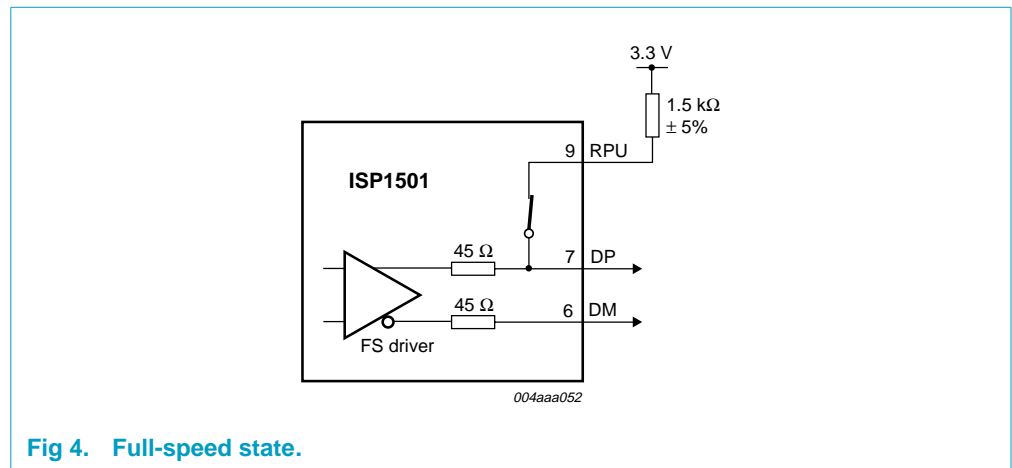 3.3 V
1.5 kΩ
± 5%
9 RPU
ISP1501
45 Ω
7 DP
45 Ω
6 DM
FS driver
004aaa052
Fig 4. Full-speed state.